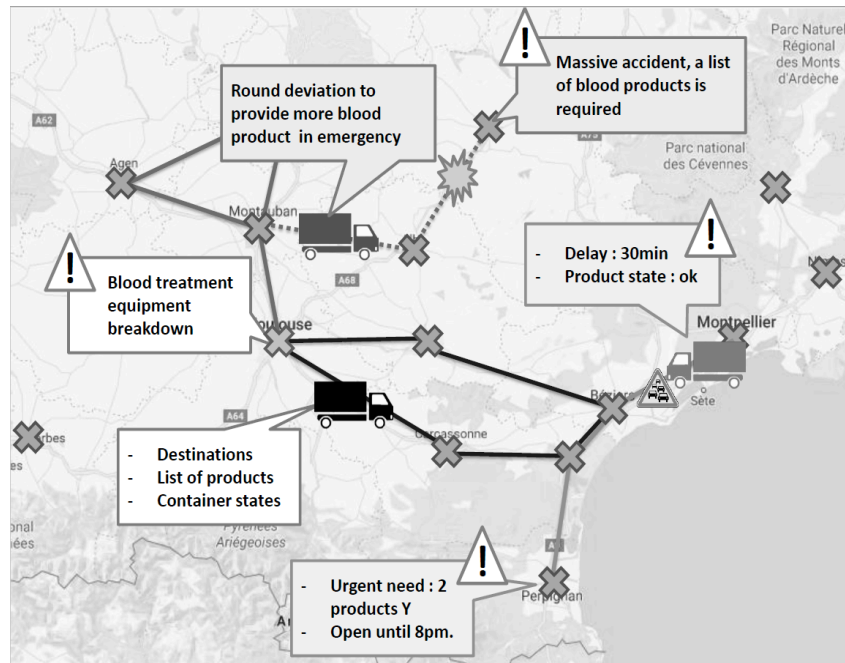 Massive accident, a list
of blood products is
required
Parc Naturel
Régional
des Monts
d'Ardèche
Round deviation to
provide more blood
product in emergency
A62
A75
Parc national
des Cévennes
Agen
Montauban
- Delay : 30min
- Product state : ok
A68
Blood treatment
equipment
breakdown
Toulouse
Montpellier
Béziers
Sète
A64
Carcassonne
- Destinations
- List of products
- Container states
Pyrénées
Ariégeoises
- Urgent need : 2
products Y
- Open until 8pm.
Perpignan